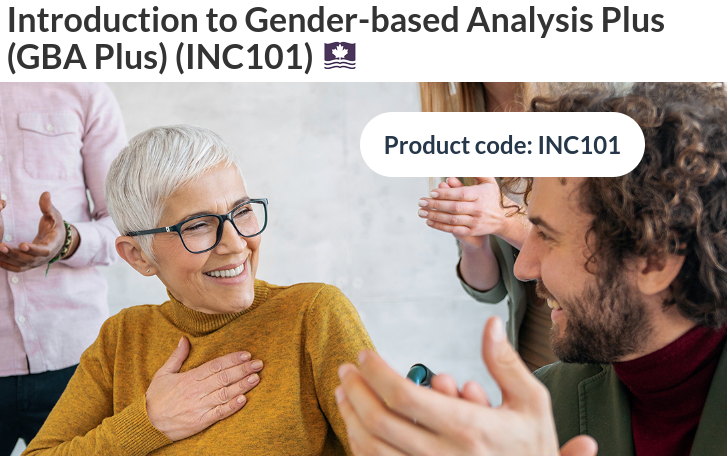 Introduction to Gender-based Analysis Plus
(GBA Plus) (INC101)
Product code: INC101